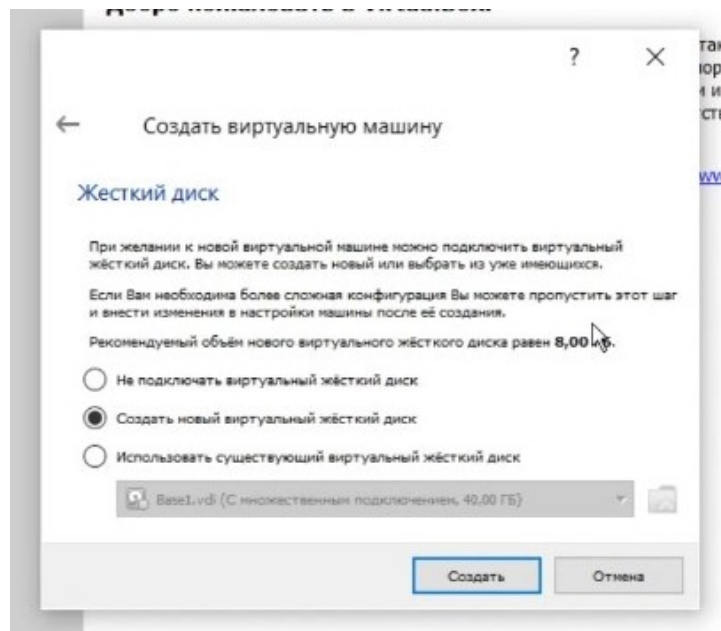 ?
Создать виртуальную машину
Жесткий диск
При желании к новой виртуальной машине можно подключить виртуальный
жёсткий диск. Вы можете создать новый или выбрать из уже имеющихся.
Если Вам необходима более сложная конфигурация Вы можете пропустить этот шаг
и внести изменения в настройки машины после её создания.
Рекомендуемый объём нового виртуального жёсткого диска равен 8,00
Не подключать виртуальный жёсткий диск
Создать новый виртуальный жёсткий диск
Использовать существующий виртуальный жёсткий диск
Base1.vdi (С множественным подключением, 40,00 ГБ)
Создать
Отмена